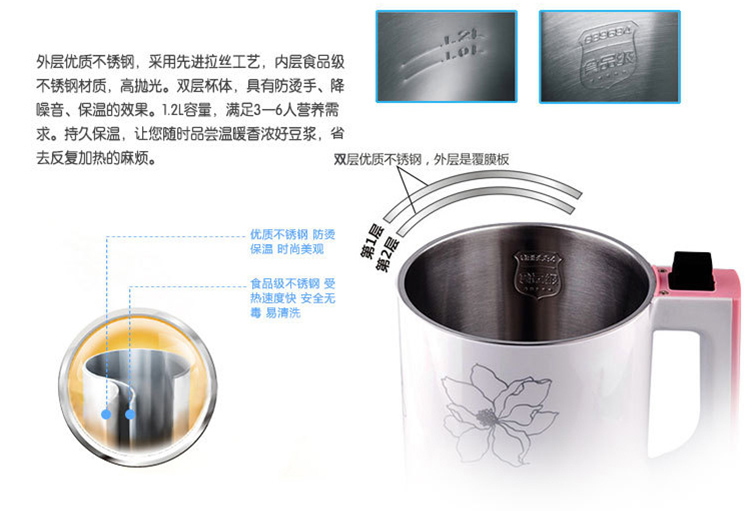 外层优质不锈钢，采用先进拉丝工艺，内层食品级
不锈钢材质，高抛光。双层杯体，具有防烫手、降
噪音、保温的效果。1.2L容量，满足3—6人营养需
求。持久保温，让您随时品尝温暖香浓好豆浆，省
去反复加热的麻烦。
1.2L
1.0L
食品级
双层优质不锈钢，外层是覆膜板
第1层
第2层
优质不锈钢 防烫
保温 时尚美观
食品级不锈钢 受
热速度快 安全无
毒 易清洗